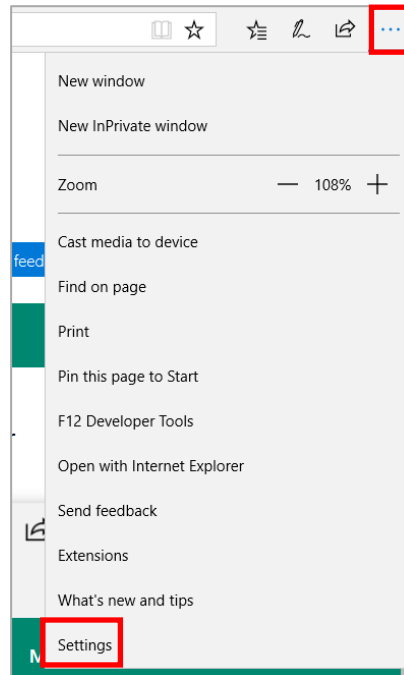 New window
New InPrivate window
Zoom — 108% +
Cast media to device
feed
Find on page
Print
Pin this page to Start
F12 Developer Tools
Open with Internet Explorer
Send feedback
Extensions
What's new and tips
Settings
M